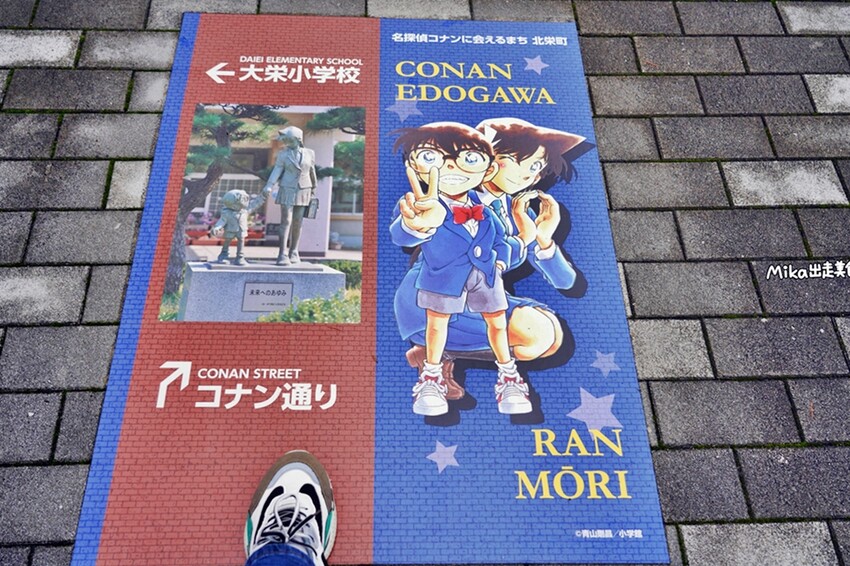 DAIEI ELEMENTARY SCHOOL
大栄小学校
未来へのあゆみ
CONAN STREET
コナン通り
名探偵コナンに会えるまち 北栄町
CONAN
EDOGAWA
RAN
MŌRI
©青山剛昌／小学館
Mika出走美食